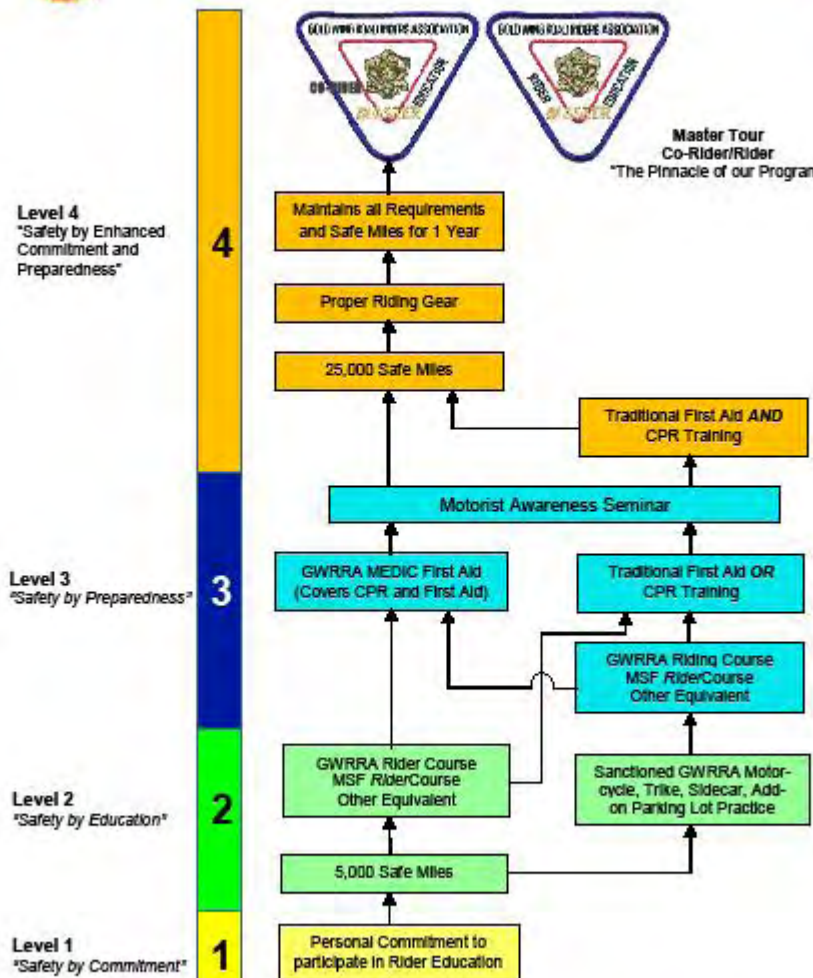 GOLD WING ROAD RIDERS ASSOCIATION
CO-RIDER
EDUCATION
MASTER
GOLD WING ROAD RIDERS ASSOCIATION
RIDER
EDUCATION
MASTER
Master Tour
Co-Rider/Rider
"The Pinnacle of our Program
Level 4
"Safety by Enhanced
Commitment and
Preparedness"
4
Maintains all Requirements
and Safe Miles for 1 Year
Proper Riding Gear
25,000 Safe Miles
Traditional First Aid AND
CPR Training
Motorist Awareness Seminar
Level 3
"Safety by Preparedness"
3
GWRRA MEDIC First Aid
(Covers CPR and First Aid)
Traditional First Aid OR
CPR Training
GWRRA Riding Course
MSF RiderCourse
Other Equivalent
Level 2
"Safety by Education"
2
GWRRA Rider Course
MSF RiderCourse
Other Equivalent
Sanctioned GWRRA Motor-
cycle, Trike, Sidecar, Add-
on Parking Lot Practice
5,000 Safe Miles
Level 1
"Safety by Commitment"
1
Personal Commitment to
participate in Rider Education